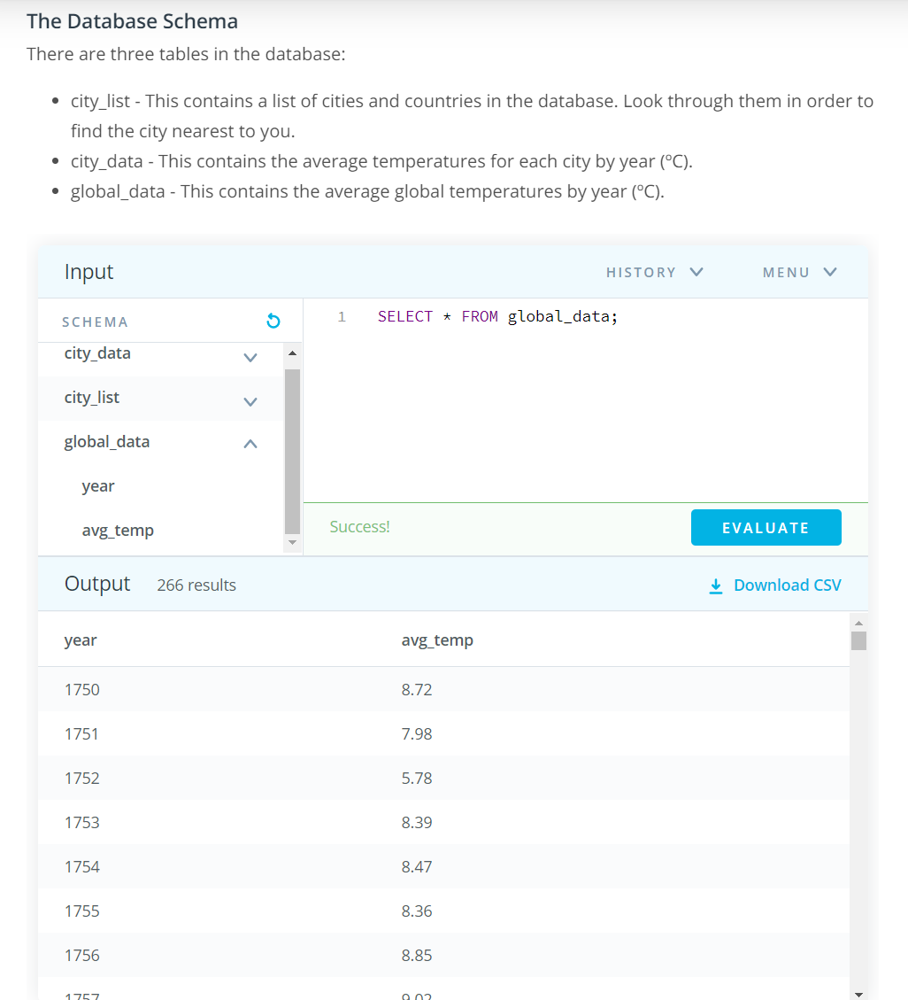 The Database Schema
There are three tables in the database:
• city_list - This contains a list of cities and countries in the database. Look through them in order to
find the city nearest to you.
• city_data - This contains the average temperatures for each city by year (ºC).
• global_data - This contains the average global temperatures by year (ºC).
Input
HISTORY
MENU
SCHEMA
1 SELECT * FROM global_data;
city_data
city_list
global_data
year
avg_temp
Success!
EVALUATE
Output 266 results
Download CSV
year avg_temp
1750 8.72
1751 7.98
1752 5.78
1753 8.39
1754 8.47
1755 8.36
1756 8.85
1757 9.02